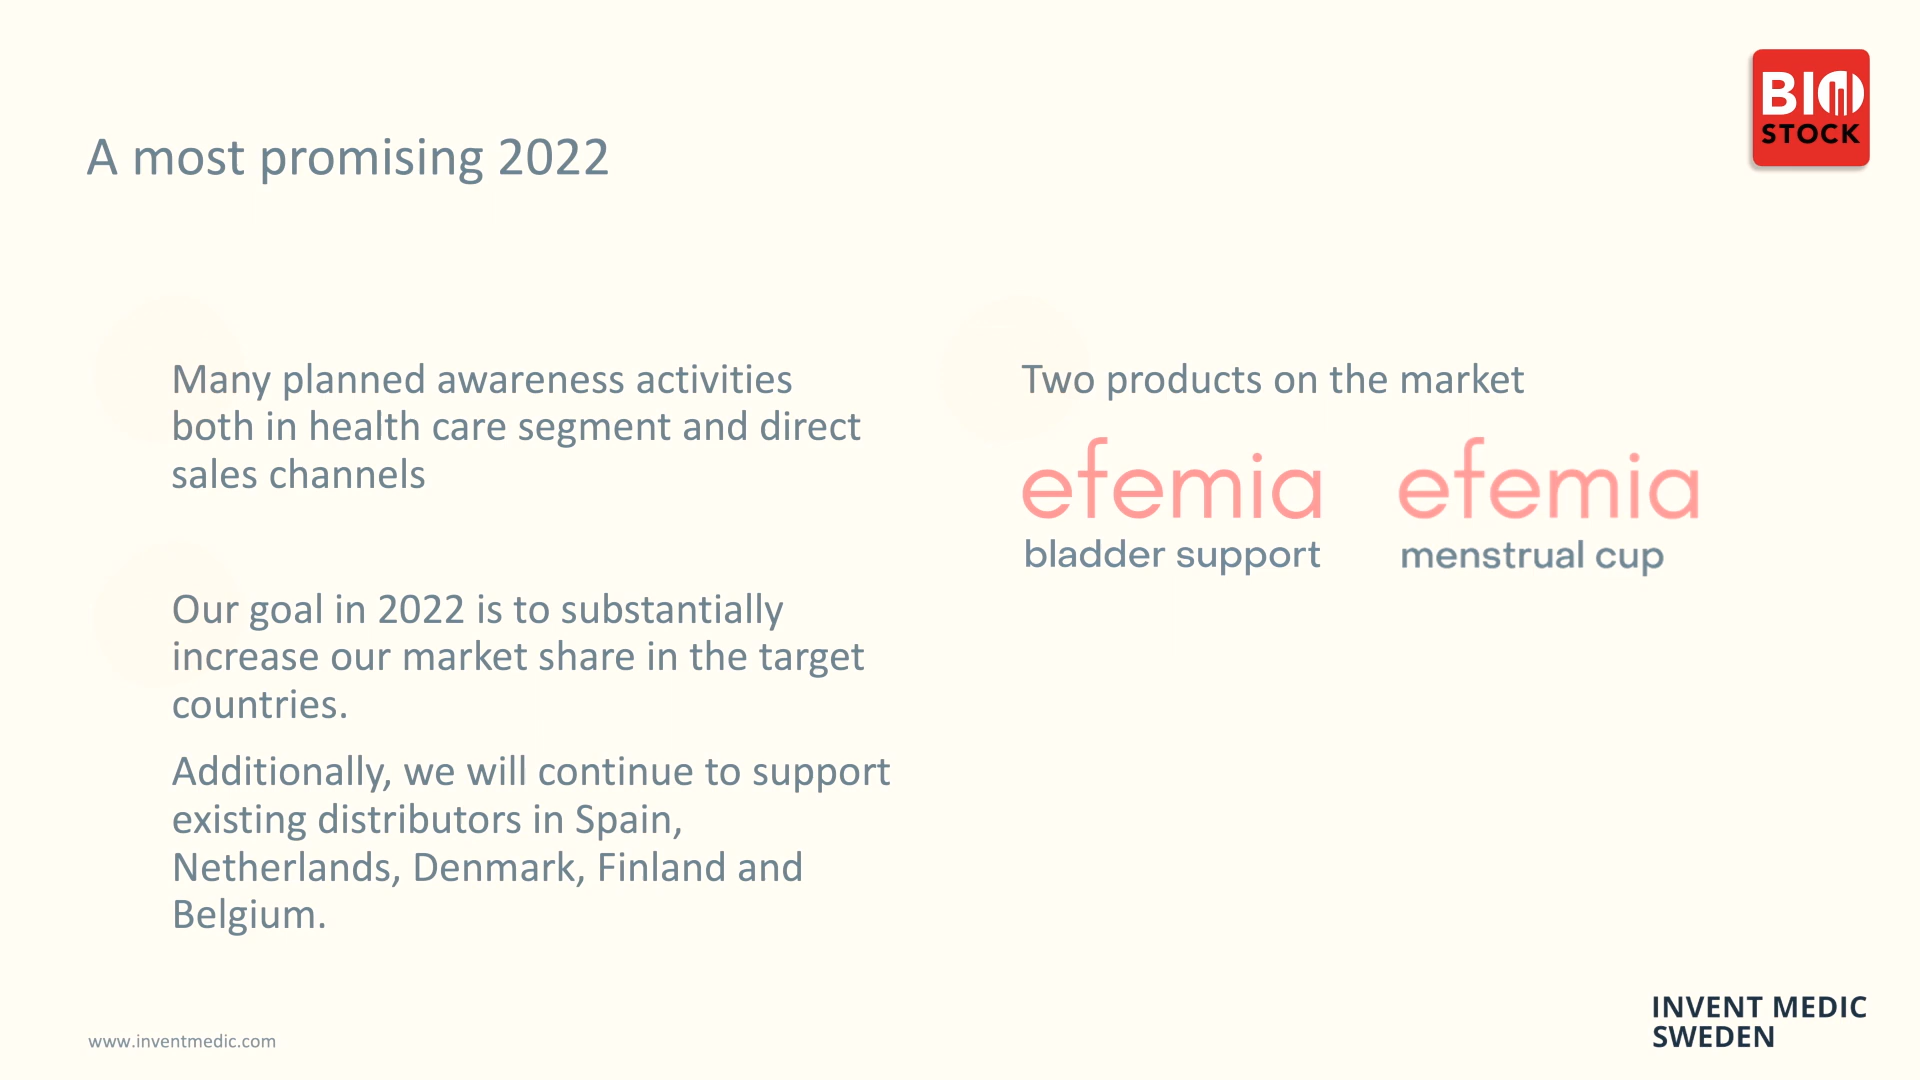 BIO
STOCK
A most promising 2022
Many planned awareness activities
both in health care segment and direct
sales channels
Our goal in 2022 is to substantially
increase our market share in the target
countries.
Additionally, we will continue to support
existing distributors in Spain,
Netherlands, Denmark, Finland and
Belgium.
Two products on the market
efemia
bladder support
efemia
menstrual cup
www.inventmedic.com
INVENT MEDIC
SWEDEN